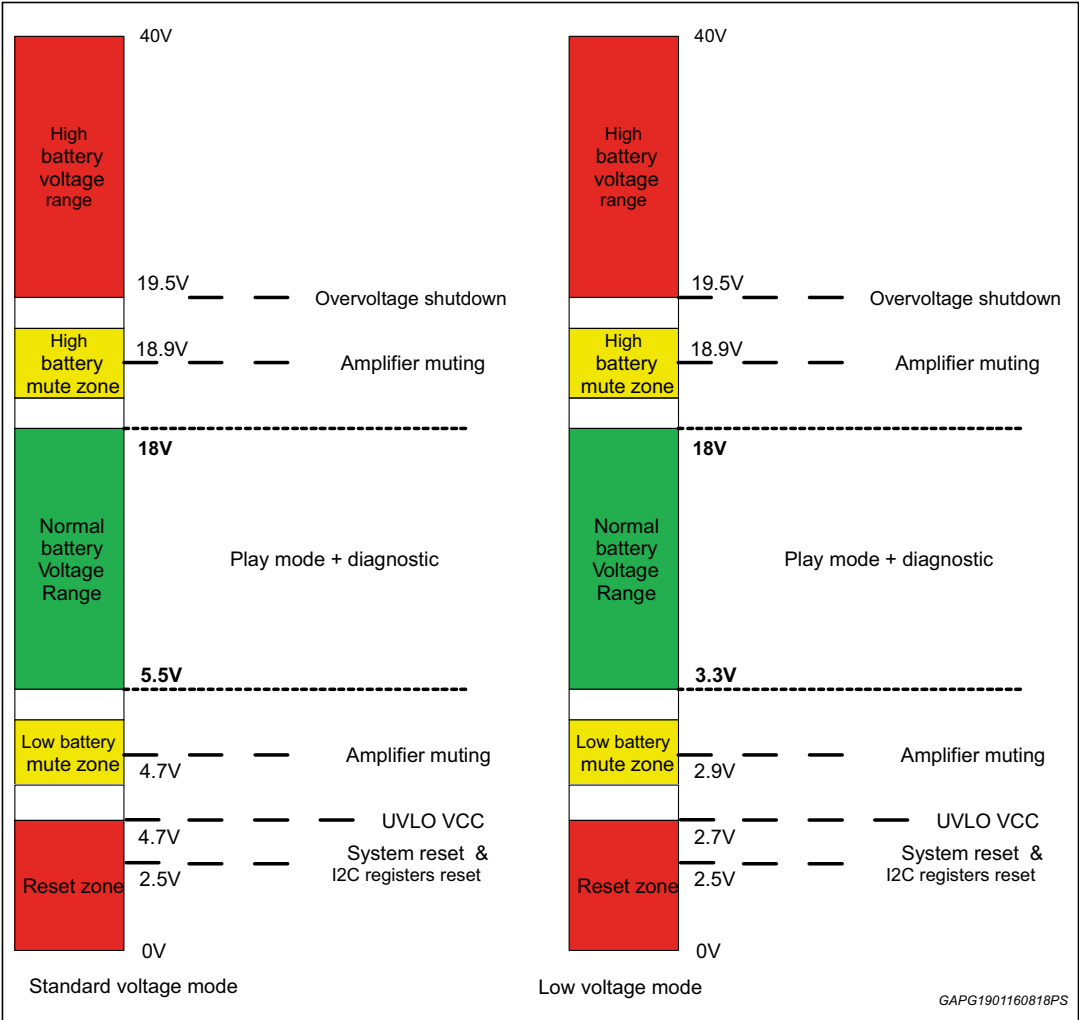 40V
High
battery
voltage
range
19.5V
Overvoltage shutdown
High
battery
mute zone
18.9V
Amplifier muting
18V
Normal
battery
Voltage
Range
Play mode + diagnostic
5.5V
Low battery
mute zone
Amplifier muting
4.7V
UVLO VCC
4.7V
System reset &
I2C registers reset
2.5V
Reset zone
0V
Standard voltage mode
40V
High
battery
voltage
range
19.5V
Overvoltage shutdown
High
battery
mute zone
18.9V
Amplifier muting
18V
Normal
battery
Voltage
Range
Play mode + diagnostic
3.3V
Low battery
mute zone
Amplifier muting
2.9V
UVLO VCC
2.7V
System reset &
I2C registers reset
2.5V
Reset zone
0V
Low voltage mode
GAPG1901160818PS